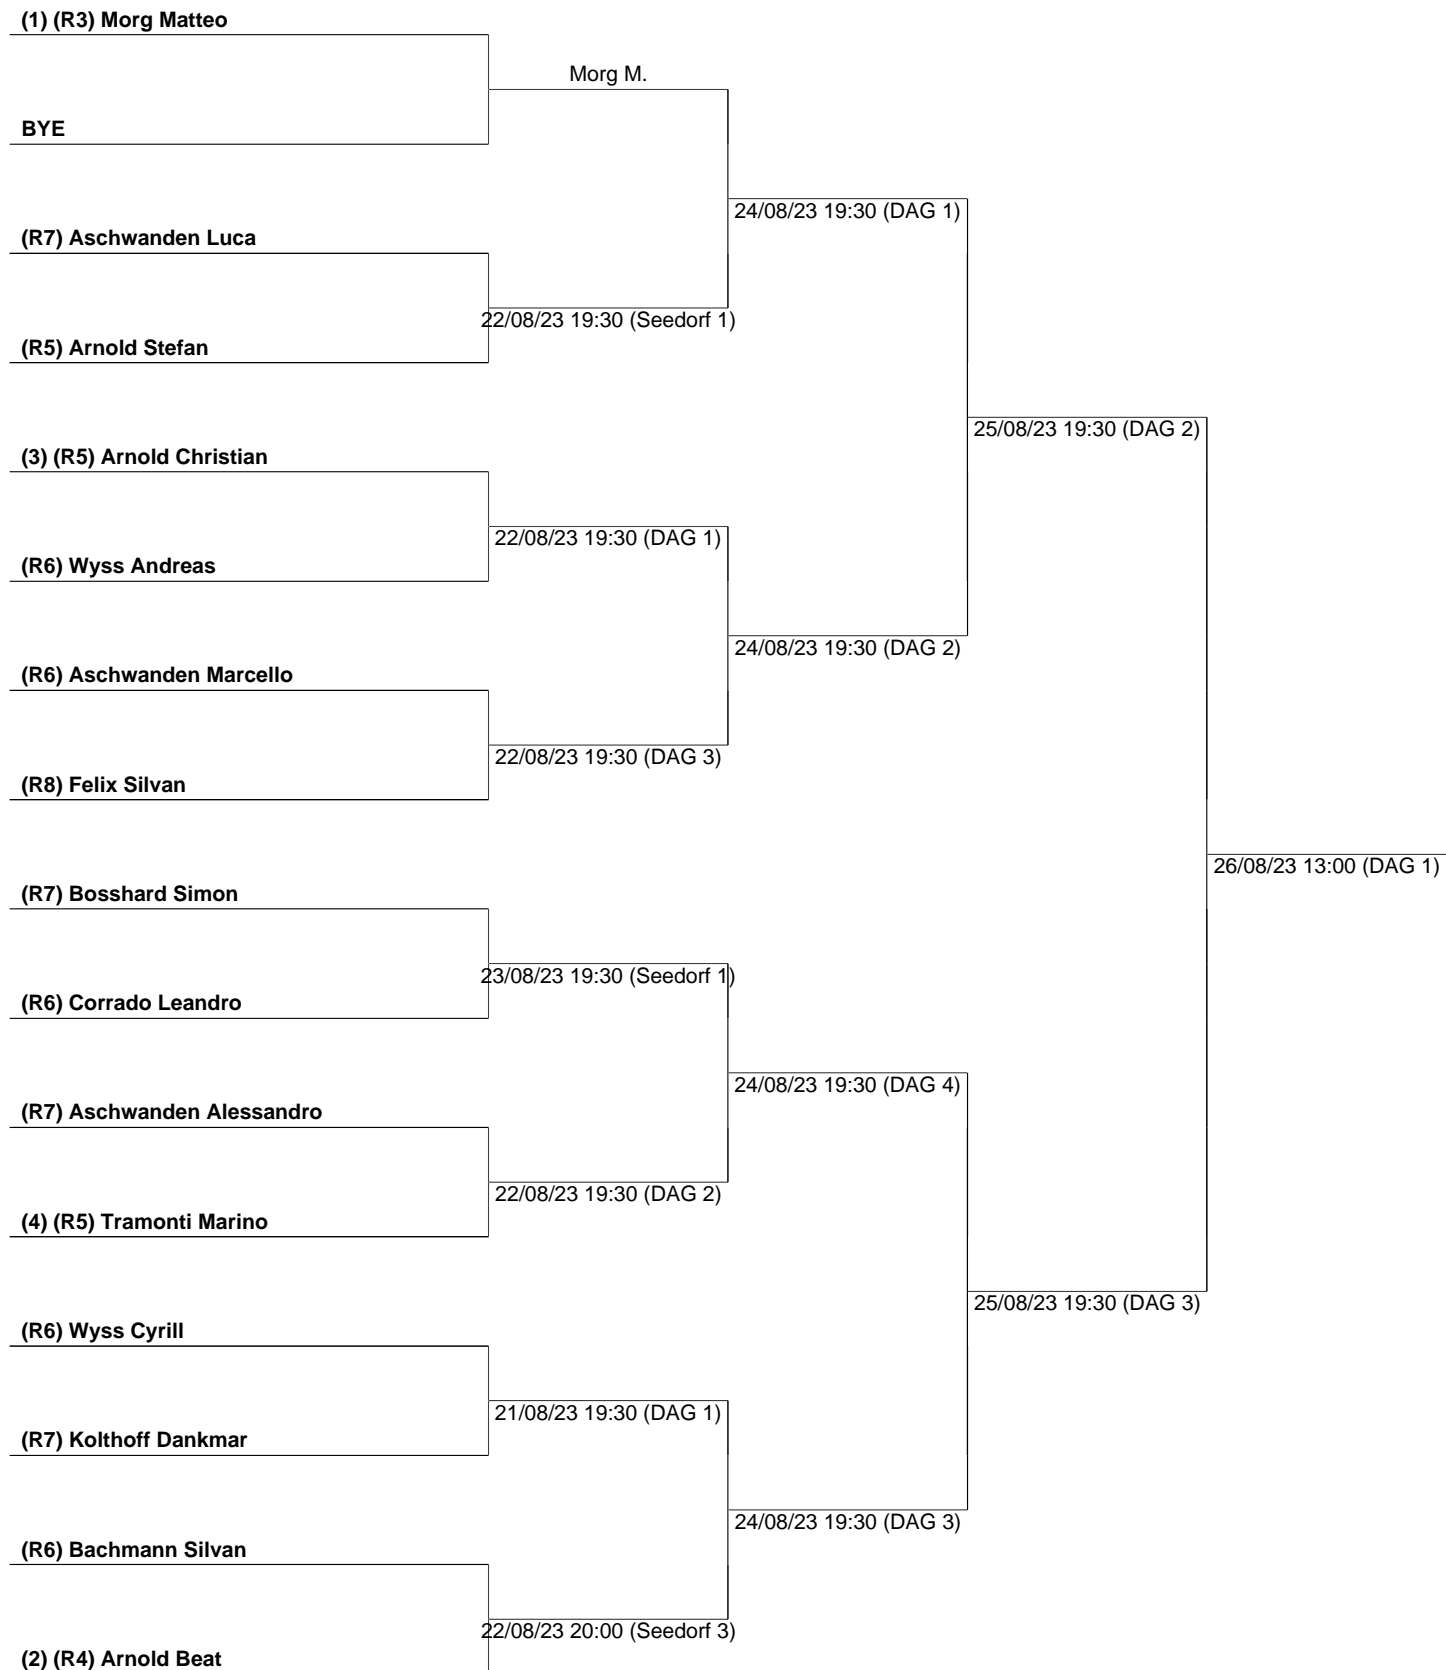 (1) (R3) Morg Matteo
Morg M.
BYE
24/08/23 19:30 (DAG 1)
(R7) Aschwanden Luca
22/08/23 19:30 (Seedorf 1)
(R5) Arnold Stefan
25/08/23 19:30 (DAG 2)
(3) (R5) Arnold Christian
22/08/23 19:30 (DAG 1)
(R6) Wyss Andreas
24/08/23 19:30 (DAG 2)
(R6) Aschwanden Marcello
22/08/23 19:30 (DAG 3)
(R8) Felix Silvan
26/08/23 13:00 (DAG 1)
(R7) Bosshard Simon
23/08/23 19:30 (Seedorf 1)
(R6) Corrado Leandro
24/08/23 19:30 (DAG 4)
(R7) Aschwanden Alessandro
22/08/23 19:30 (DAG 2)
(4) (R5) Tramonti Marino
25/08/23 19:30 (DAG 3)
(R6) Wyss Cyrill
21/08/23 19:30 (DAG 1)
(R7) Kolthoff Dankmar
24/08/23 19:30 (DAG 3)
(R6) Bachmann Silvan
22/08/23 20:00 (Seedorf 3)
(2) (R4) Arnold Beat